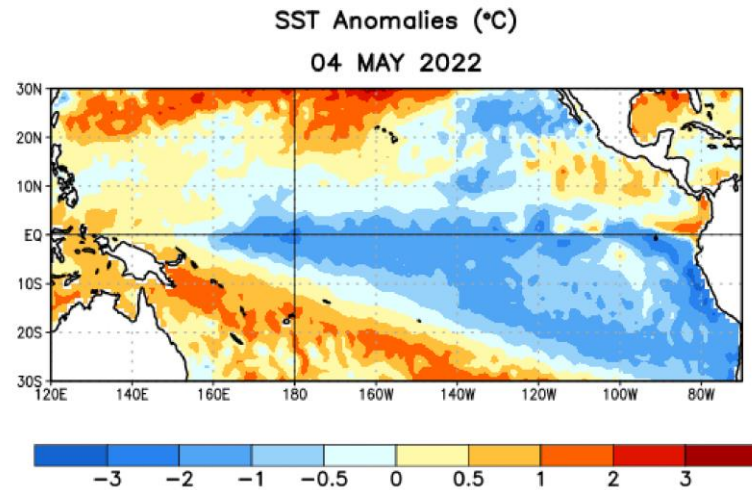 SST Anomalies (°C)
04 MAY 2022
30N
20N
10N
EQ
10S
20S
30S
120E 140E 160E 180 160W 140W 120W 100W 80W
-3 -2 -1 -0.5 0 0.5 1 2 3